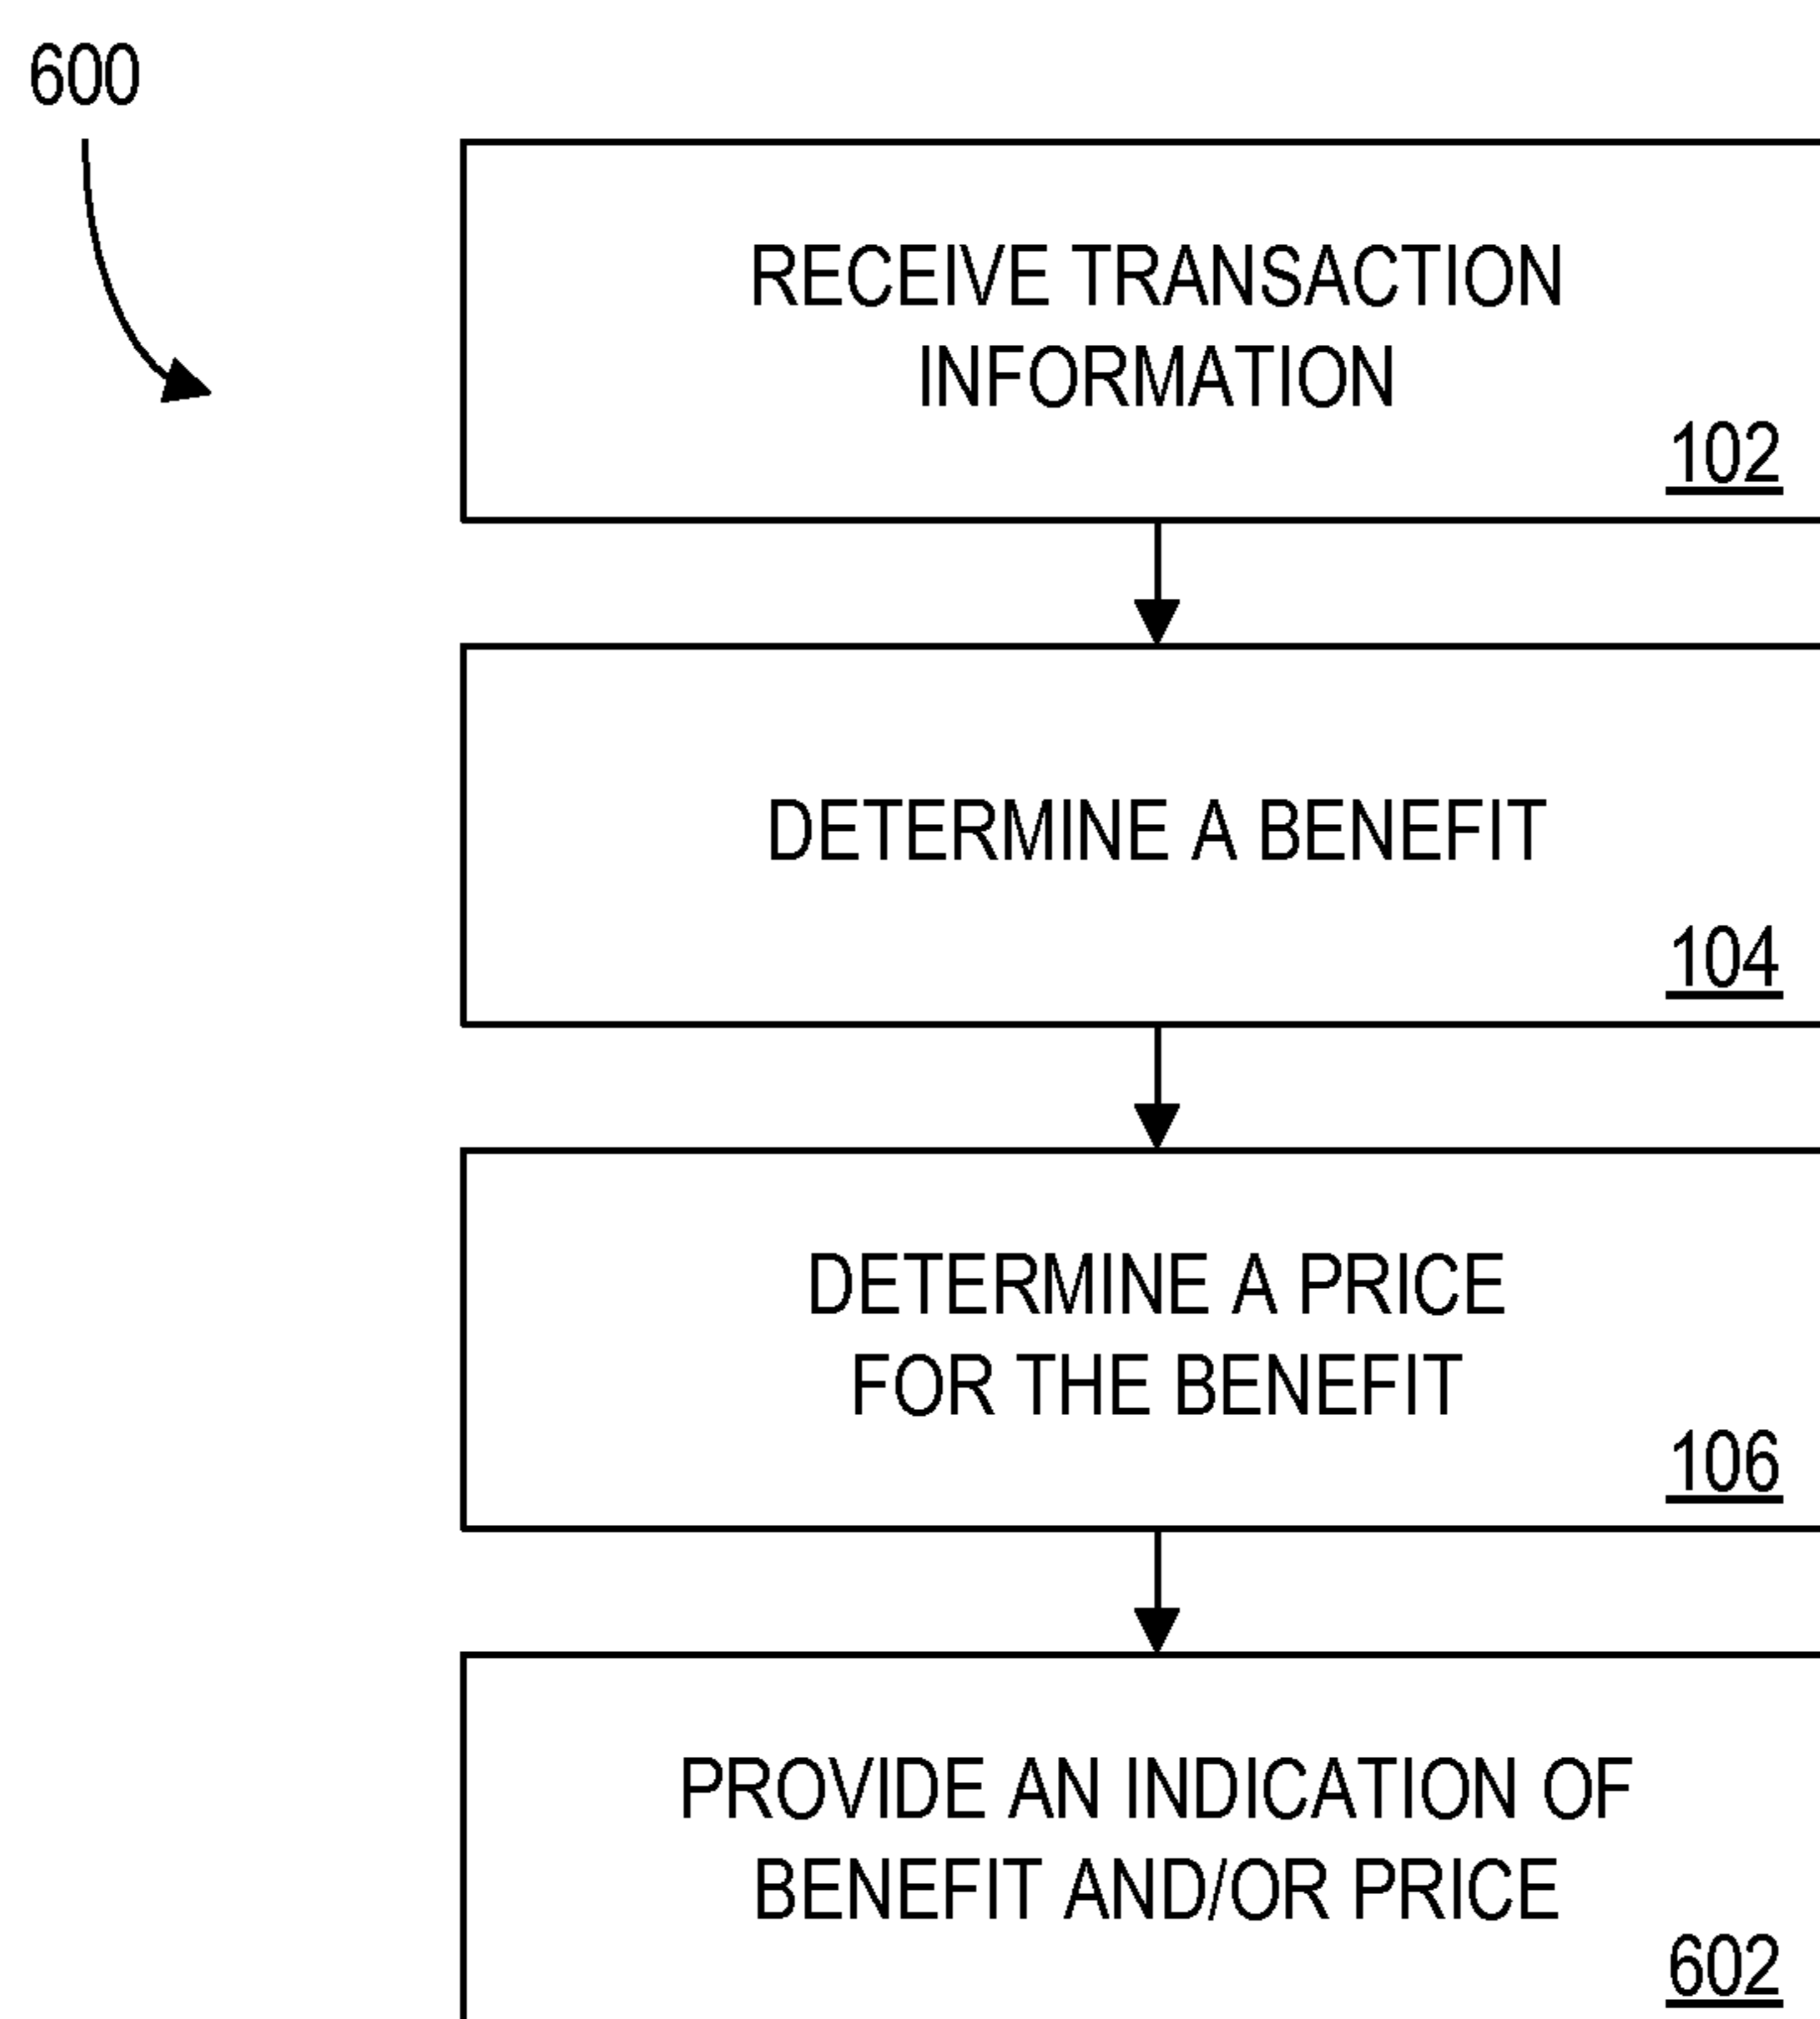 600
RECEIVE TRANSACTION
INFORMATION
102
DETERMINE A BENEFIT
104
DETERMINE A PRICE
FOR THE BENEFIT
106
PROVIDE AN INDICATION OF
BENEFIT AND/OR PRICE
602